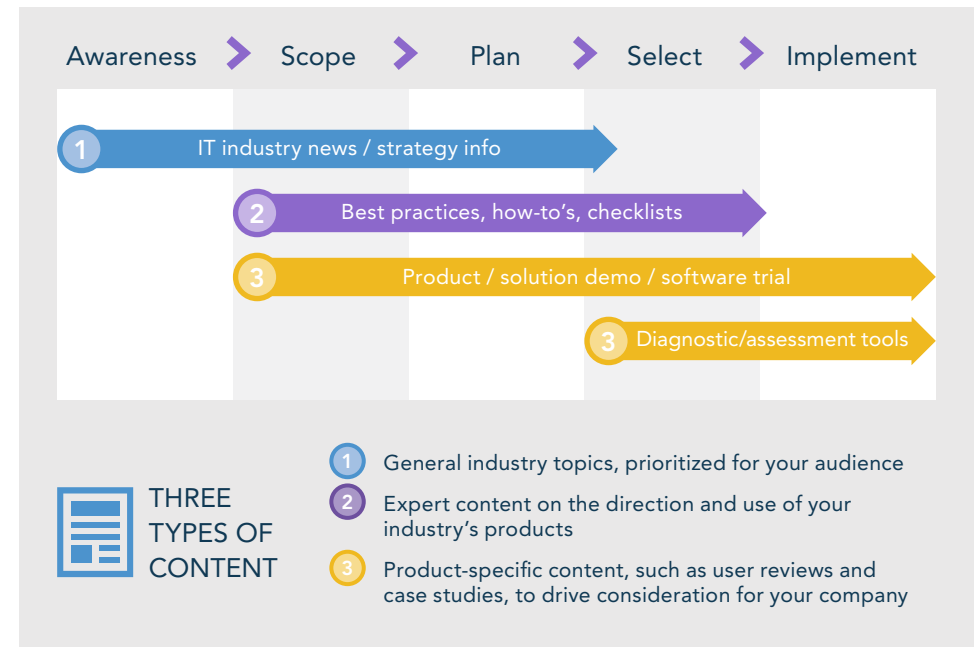 Awareness Scope Plan Select Implement
1 IT industry news / strategy info
2 Best practices, how-to's, checklists
3 Product / solution demo / software trial
3 Diagnostic/assessment tools
THREE
TYPES OF
CONTENT
1 General industry topics, prioritized for your audience
2 Expert content on the direction and use of your
industry's products
3 Product-specific content, such as user reviews and
case studies, to drive consideration for your company